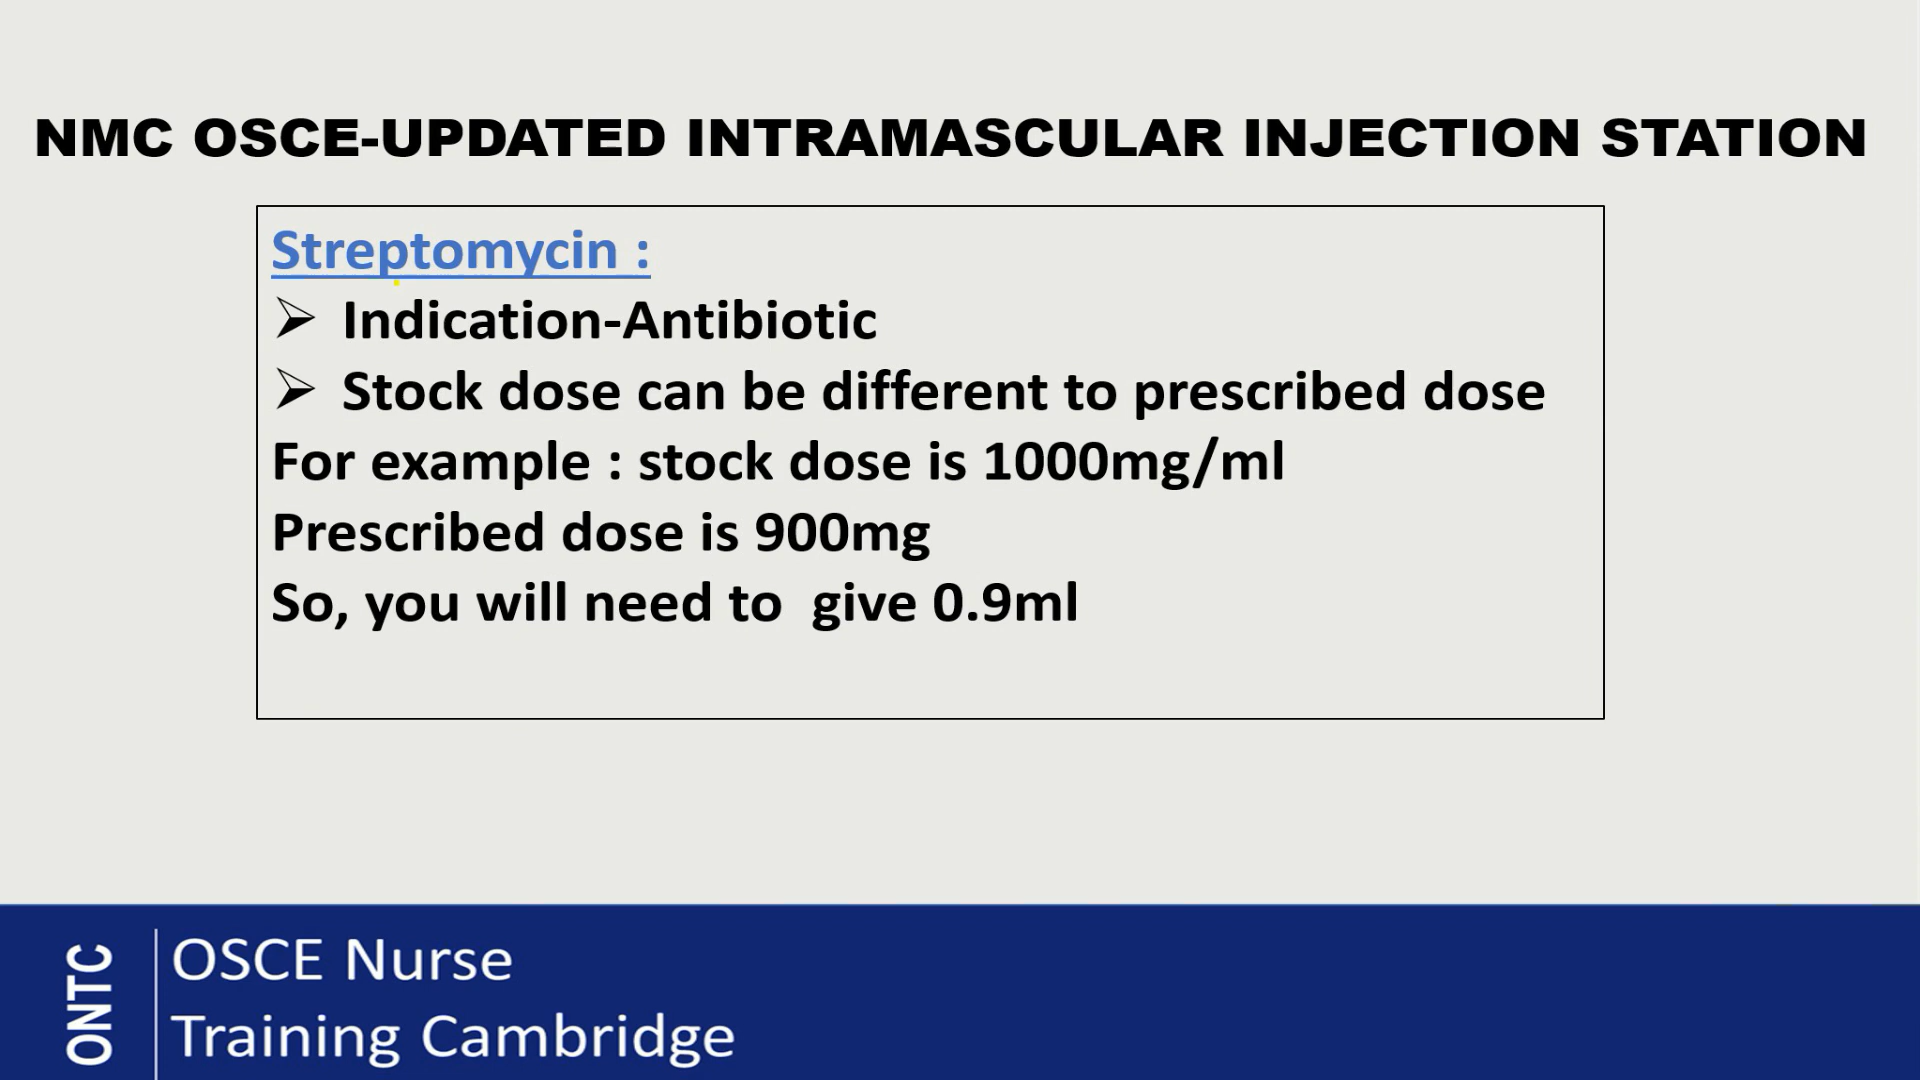 NMC OSCE-UPDATED INTRAMASCULAR INJECTION STATION
Streptomycin :
➢ Indication-Antibiotic
➢ Stock dose can be different to prescribed dose
For example : stock dose is 1000mg/ml
Prescribed dose is 900mg
So, you will need to give 0.9ml
ONTC
OSCE Nurse
Training Cambridge